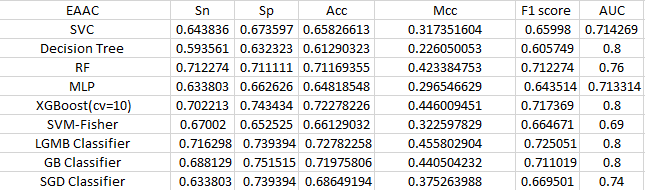 EAAC Sn Sp Acc Mcc F1 score AUC
SVC 0.643836 0.673597 0.65826613 0.317351604 0.65998 0.714269
Decision Tree 0.593561 0.632323 0.61290323 0.226050053 0.605749 0.8
RF 0.712274 0.711111 0.71169355 0.423384753 0.712274 0.76
MLP 0.633803 0.662626 0.64818548 0.296546629 0.643514 0.713314
XGBoost(cv=10) 0.702213 0.743434 0.72278226 0.446009451 0.717369 0.8
SVM-Fisher 0.67002 0.652525 0.66129032 0.322597829 0.664671 0.69
LGMB Classifier 0.716298 0.739394 0.72782258 0.455802904 0.725051 0.8
GB Classifier 0.688129 0.751515 0.71975806 0.440504232 0.711019 0.8
SGD Classifier 0.633803 0.739394 0.68649194 0.375263988 0.669501 0.74